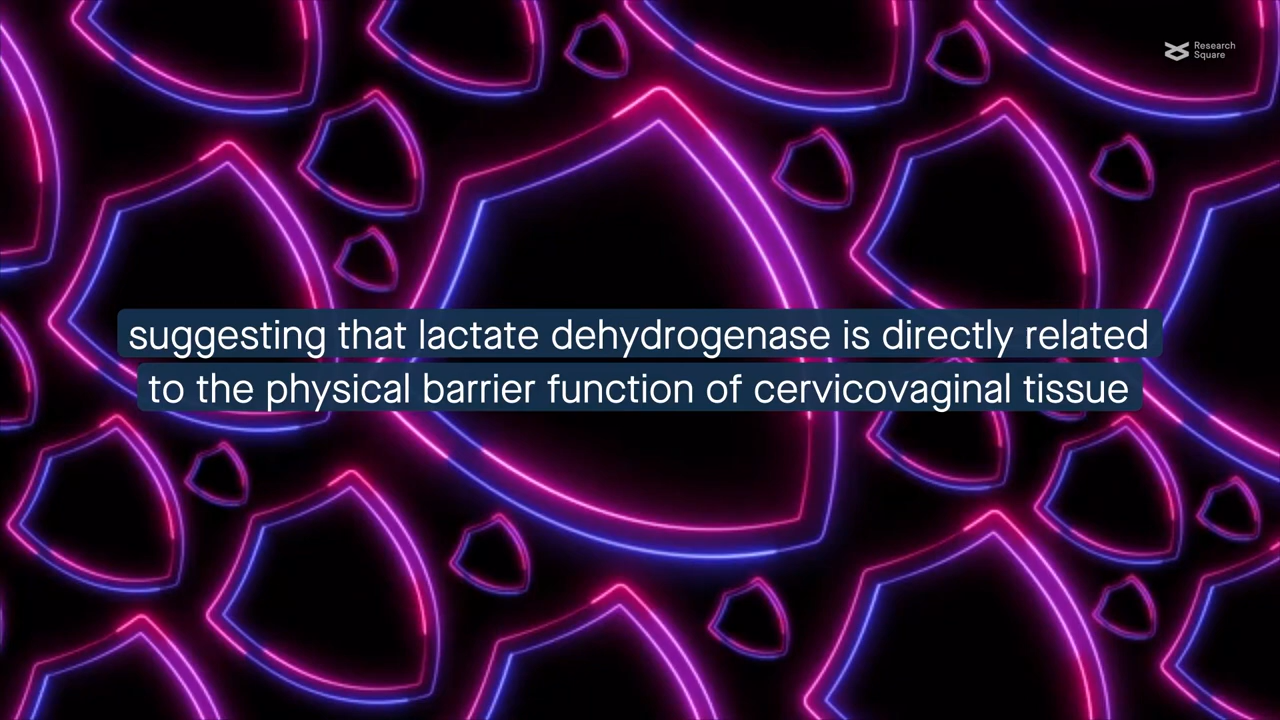 Research
Square
suggesting that lactate dehydrogenase is directly related
to the physical barrier function of cervicovaginal tissue